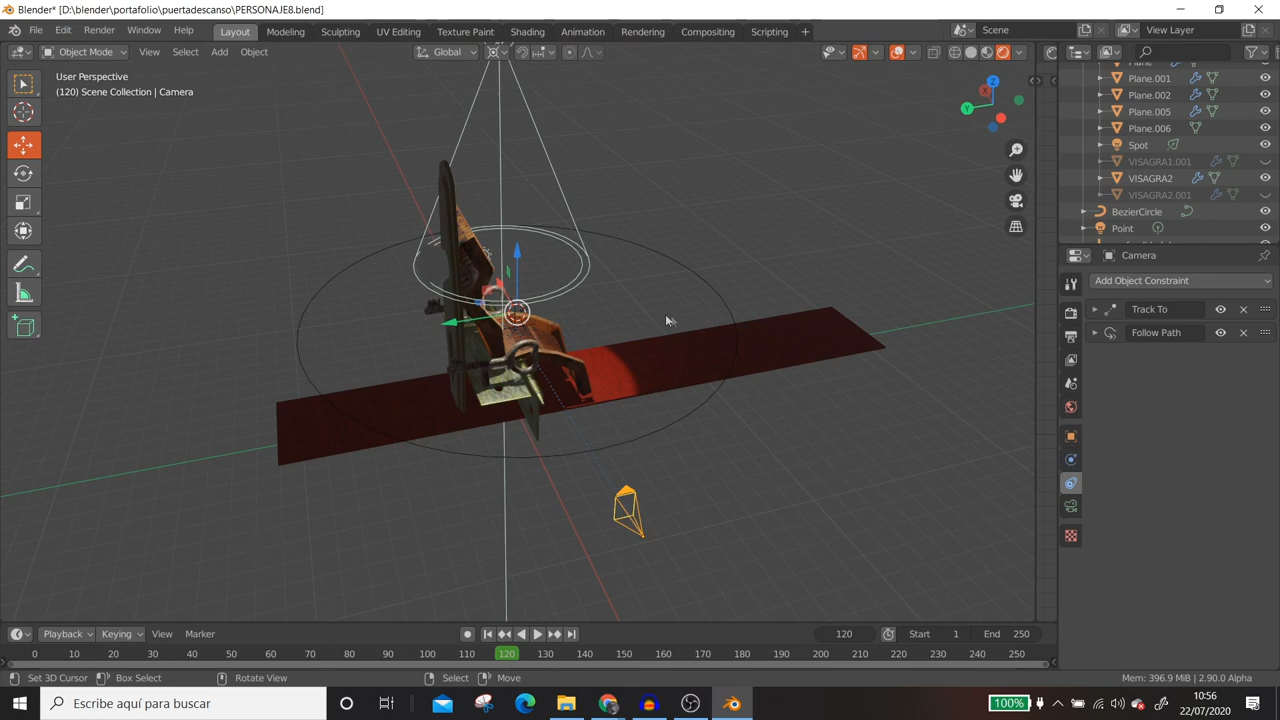 Blender* [D:\blender\portafolio\puertadescanso\PERSONAJE8.blend]
File Edit Render Window Help Layout Modeling Sculpting UV Editing Texture Paint Shading Animation Rendering Compositing Scripting + Scene View Layer
Object Mode View Select Add Object Global
User Perspective
(120) Scene Collection | Camera
Z
Y
X
Plane.001
Plane.002
Plane.005
Plane.006
Spot
VISAGRA1.001
VISAGRA2
VISAGRA2.001
BezierCircle
Point
Camera
Add Object Constraint
Track To
Follow Path
Playback Keying View Marker 120 Start 1 End 250
0 10 20 30 40 50 60 70 80 90 100 110 120 130 140 150 160 170 180 190 200 210 220 230 240 250
Set 3D Cursor Box Select Rotate View Select Move Mem: 396.9 MiB | 2.90.0 Alpha
Escribe aquí para buscar 100% 10:56
22/07/2020